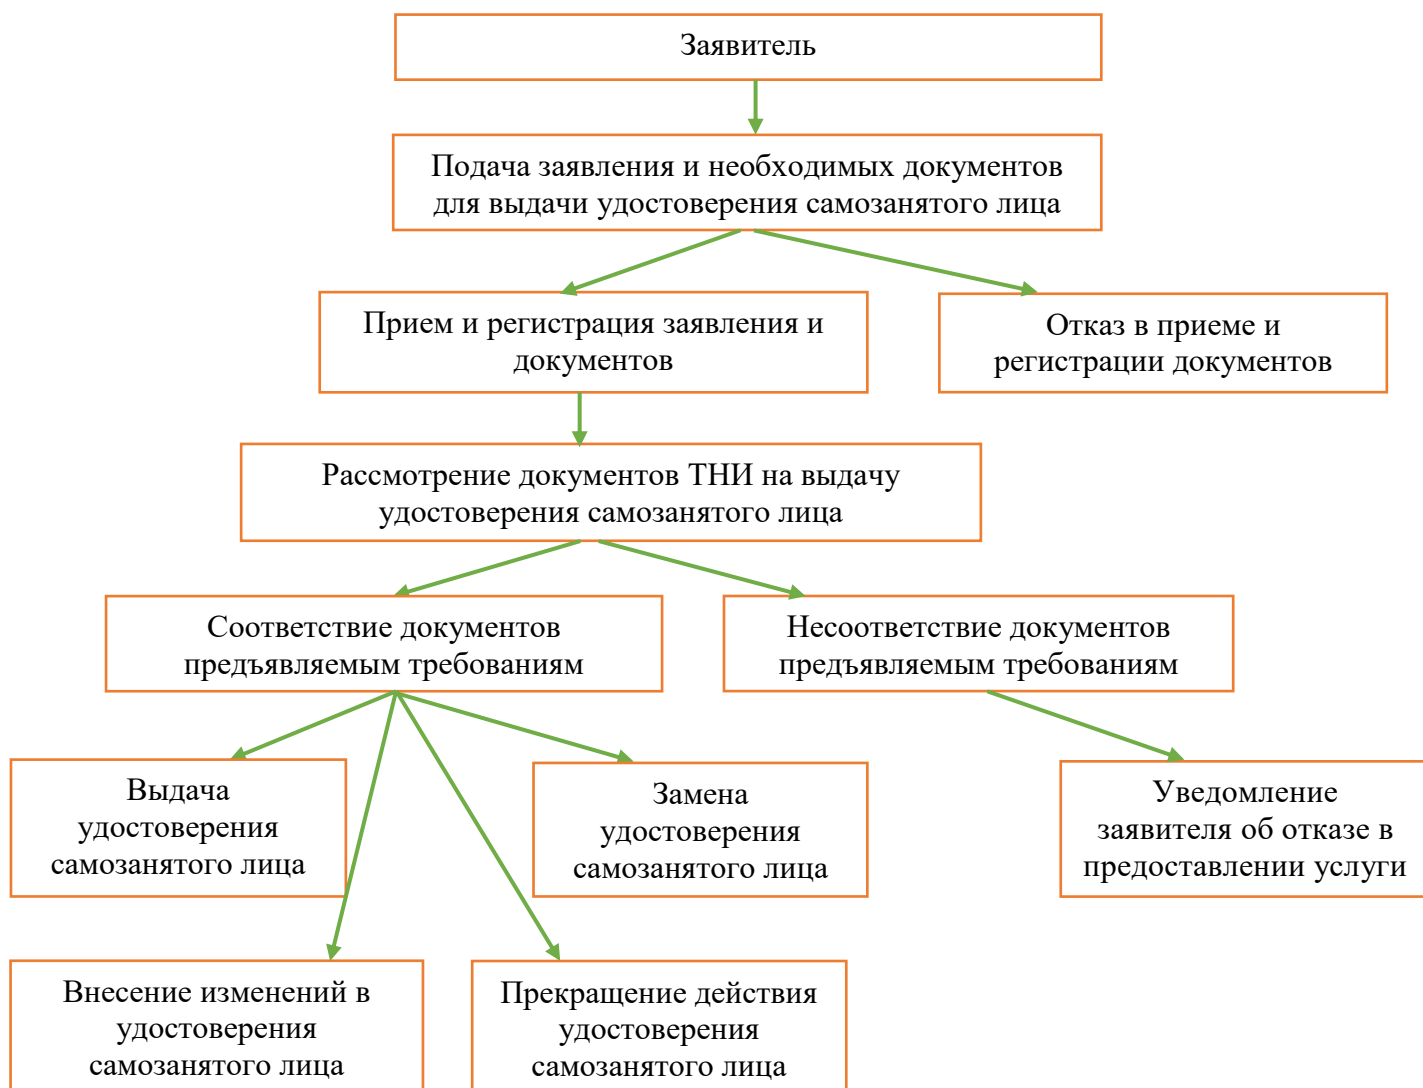 Заявитель
Подача заявления и необходимых документов
для выдачи удостоверения самозанятого лица
Прием и регистрация заявления и
документов
Отказ в приеме и
регистрации документов
Рассмотрение документов ТНИ на выдачу
удостоверения самозанятого лица
Соответствие документов
предъявляемым требованиям
Несоответствие документов
предъявляемым требованиям
Выдача
удостоверения
самозанятого лица
Замена
удостоверения
самозанятого лица
Уведомление
заявителя об отказе в
предоставлении услуги
Внесение изменений в
удостоверения
самозанятого лица
Прекращение действия
удостоверения
самозанятого лица